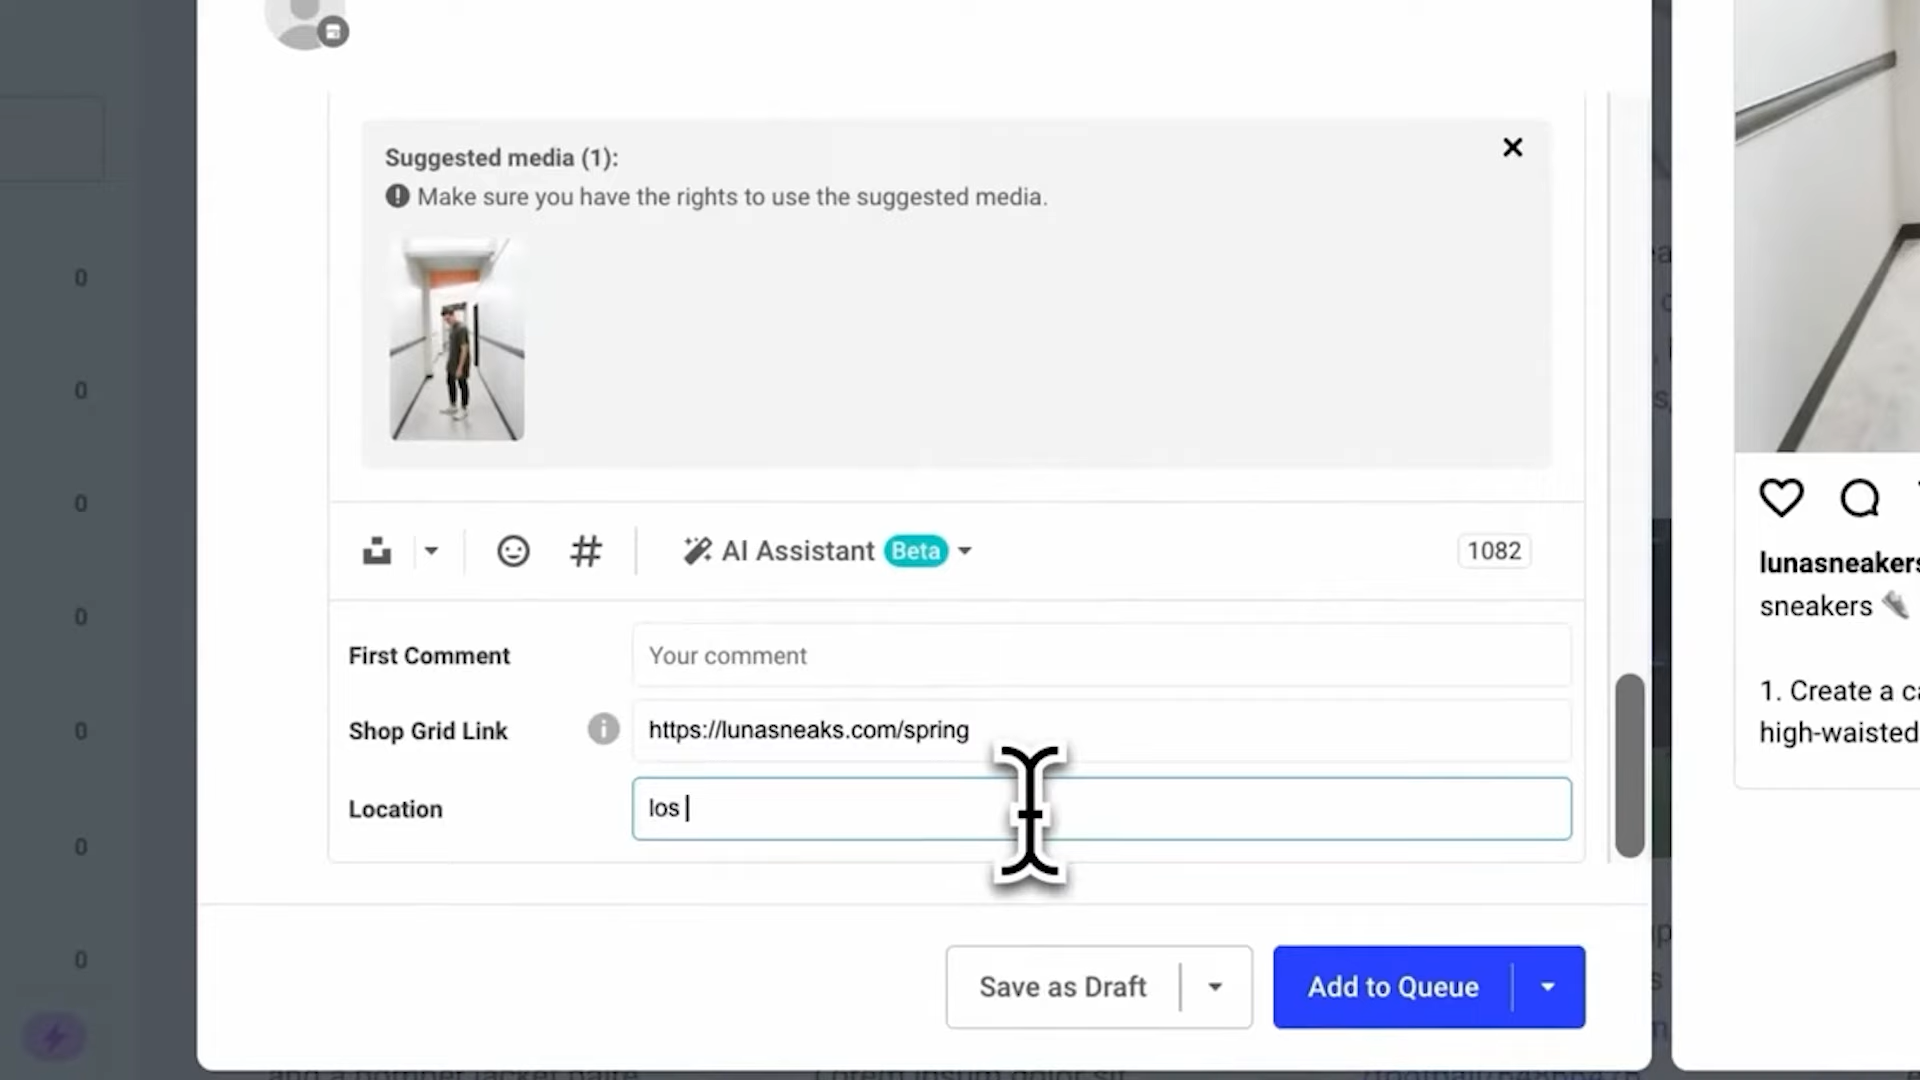 0
0
0
0
0
0
0
Suggested media (1):
Make sure you have the rights to use the suggested media.
AI Assistant Beta
1082
First Comment
Your comment
Shop Grid Link
https://lunasneaks.com/spring
Location
los
Save as Draft
Add to Queue
lunasneakers
sneakers
1. Create a ca
high-waisted